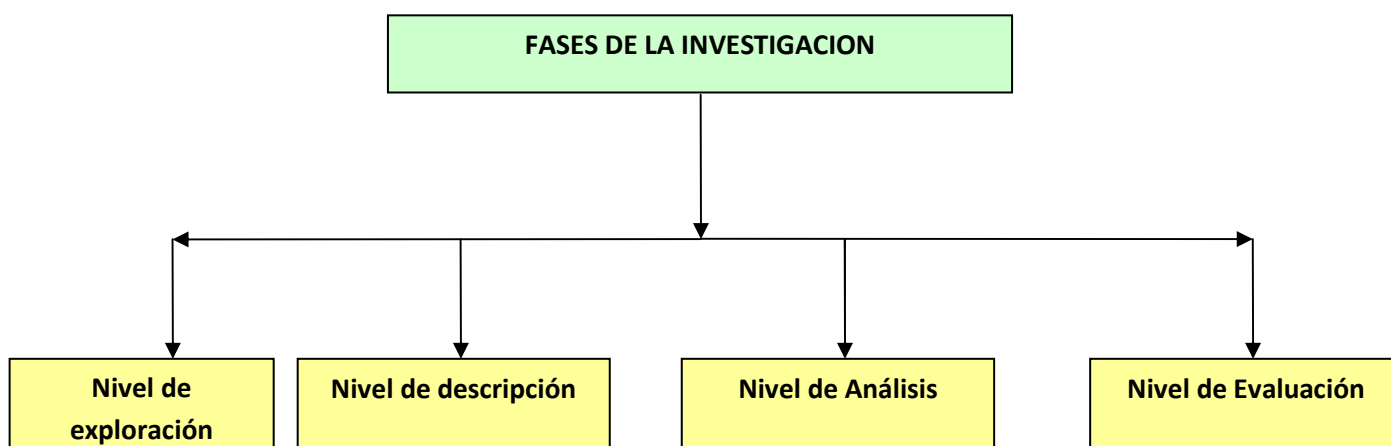 FASES DE LA INVESTIGACION
Nivel de
exploración
Nivel de descripción
Nivel de Análisis
Nivel de Evaluación